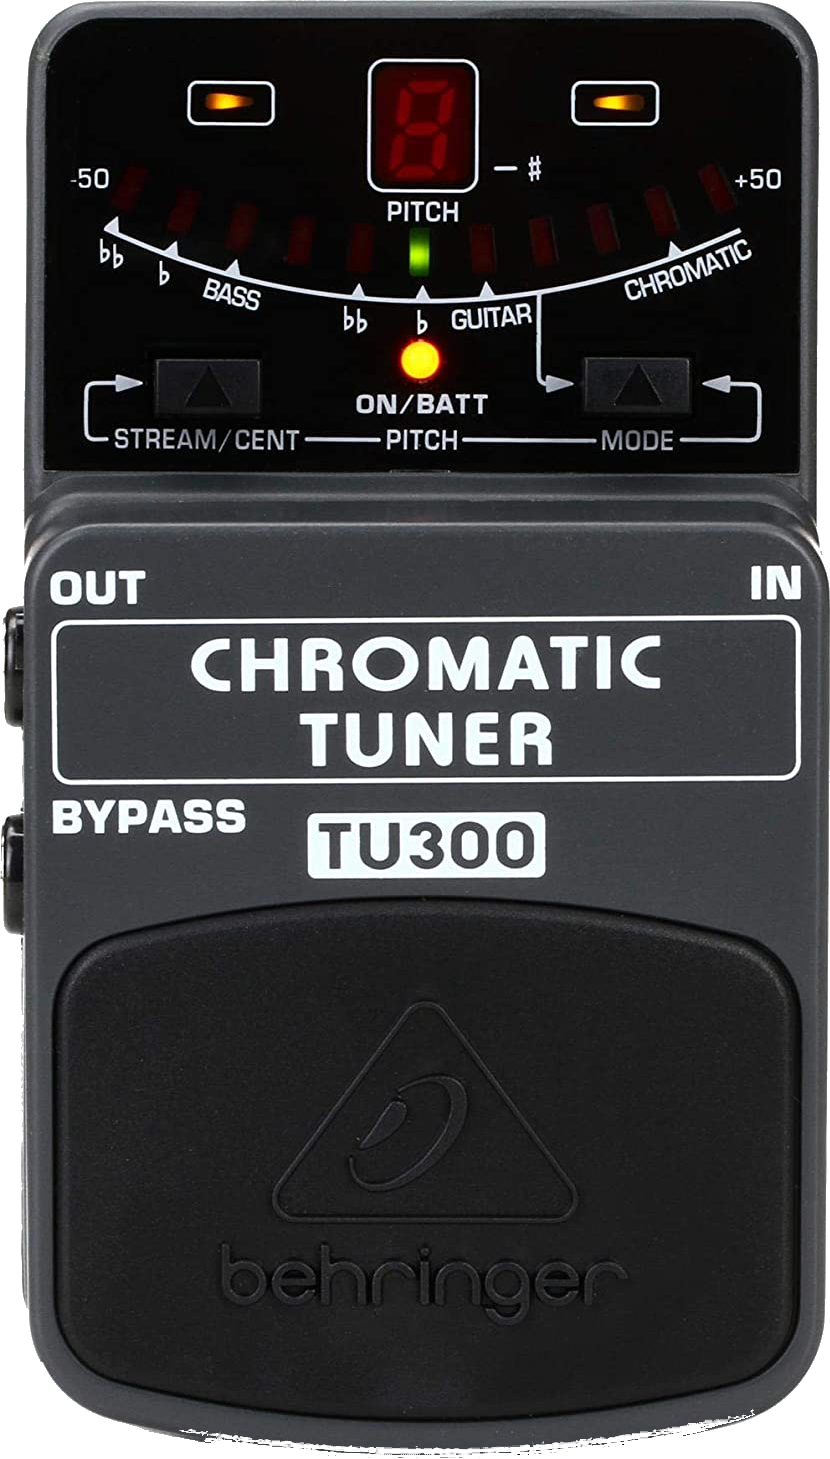 8
-50
— ♯
+50
PITCH
♭♭
♭
BASS
♭♭
♭
GUITAR
CHROMATIC
ON/BATT
STREAM/CENT
PITCH
MODE
OUT
IN
CHROMATIC
TUNER
BYPASS
TU300
behringer